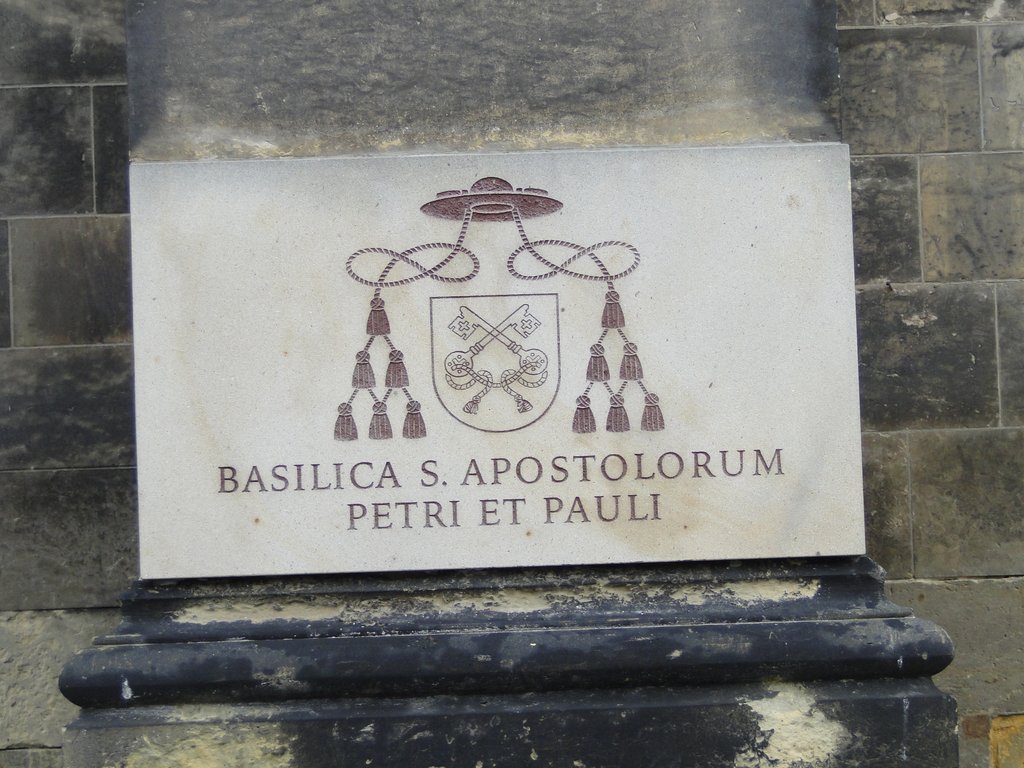 BASILICA S. APOSTOLORUM
PETRI ET PAULI